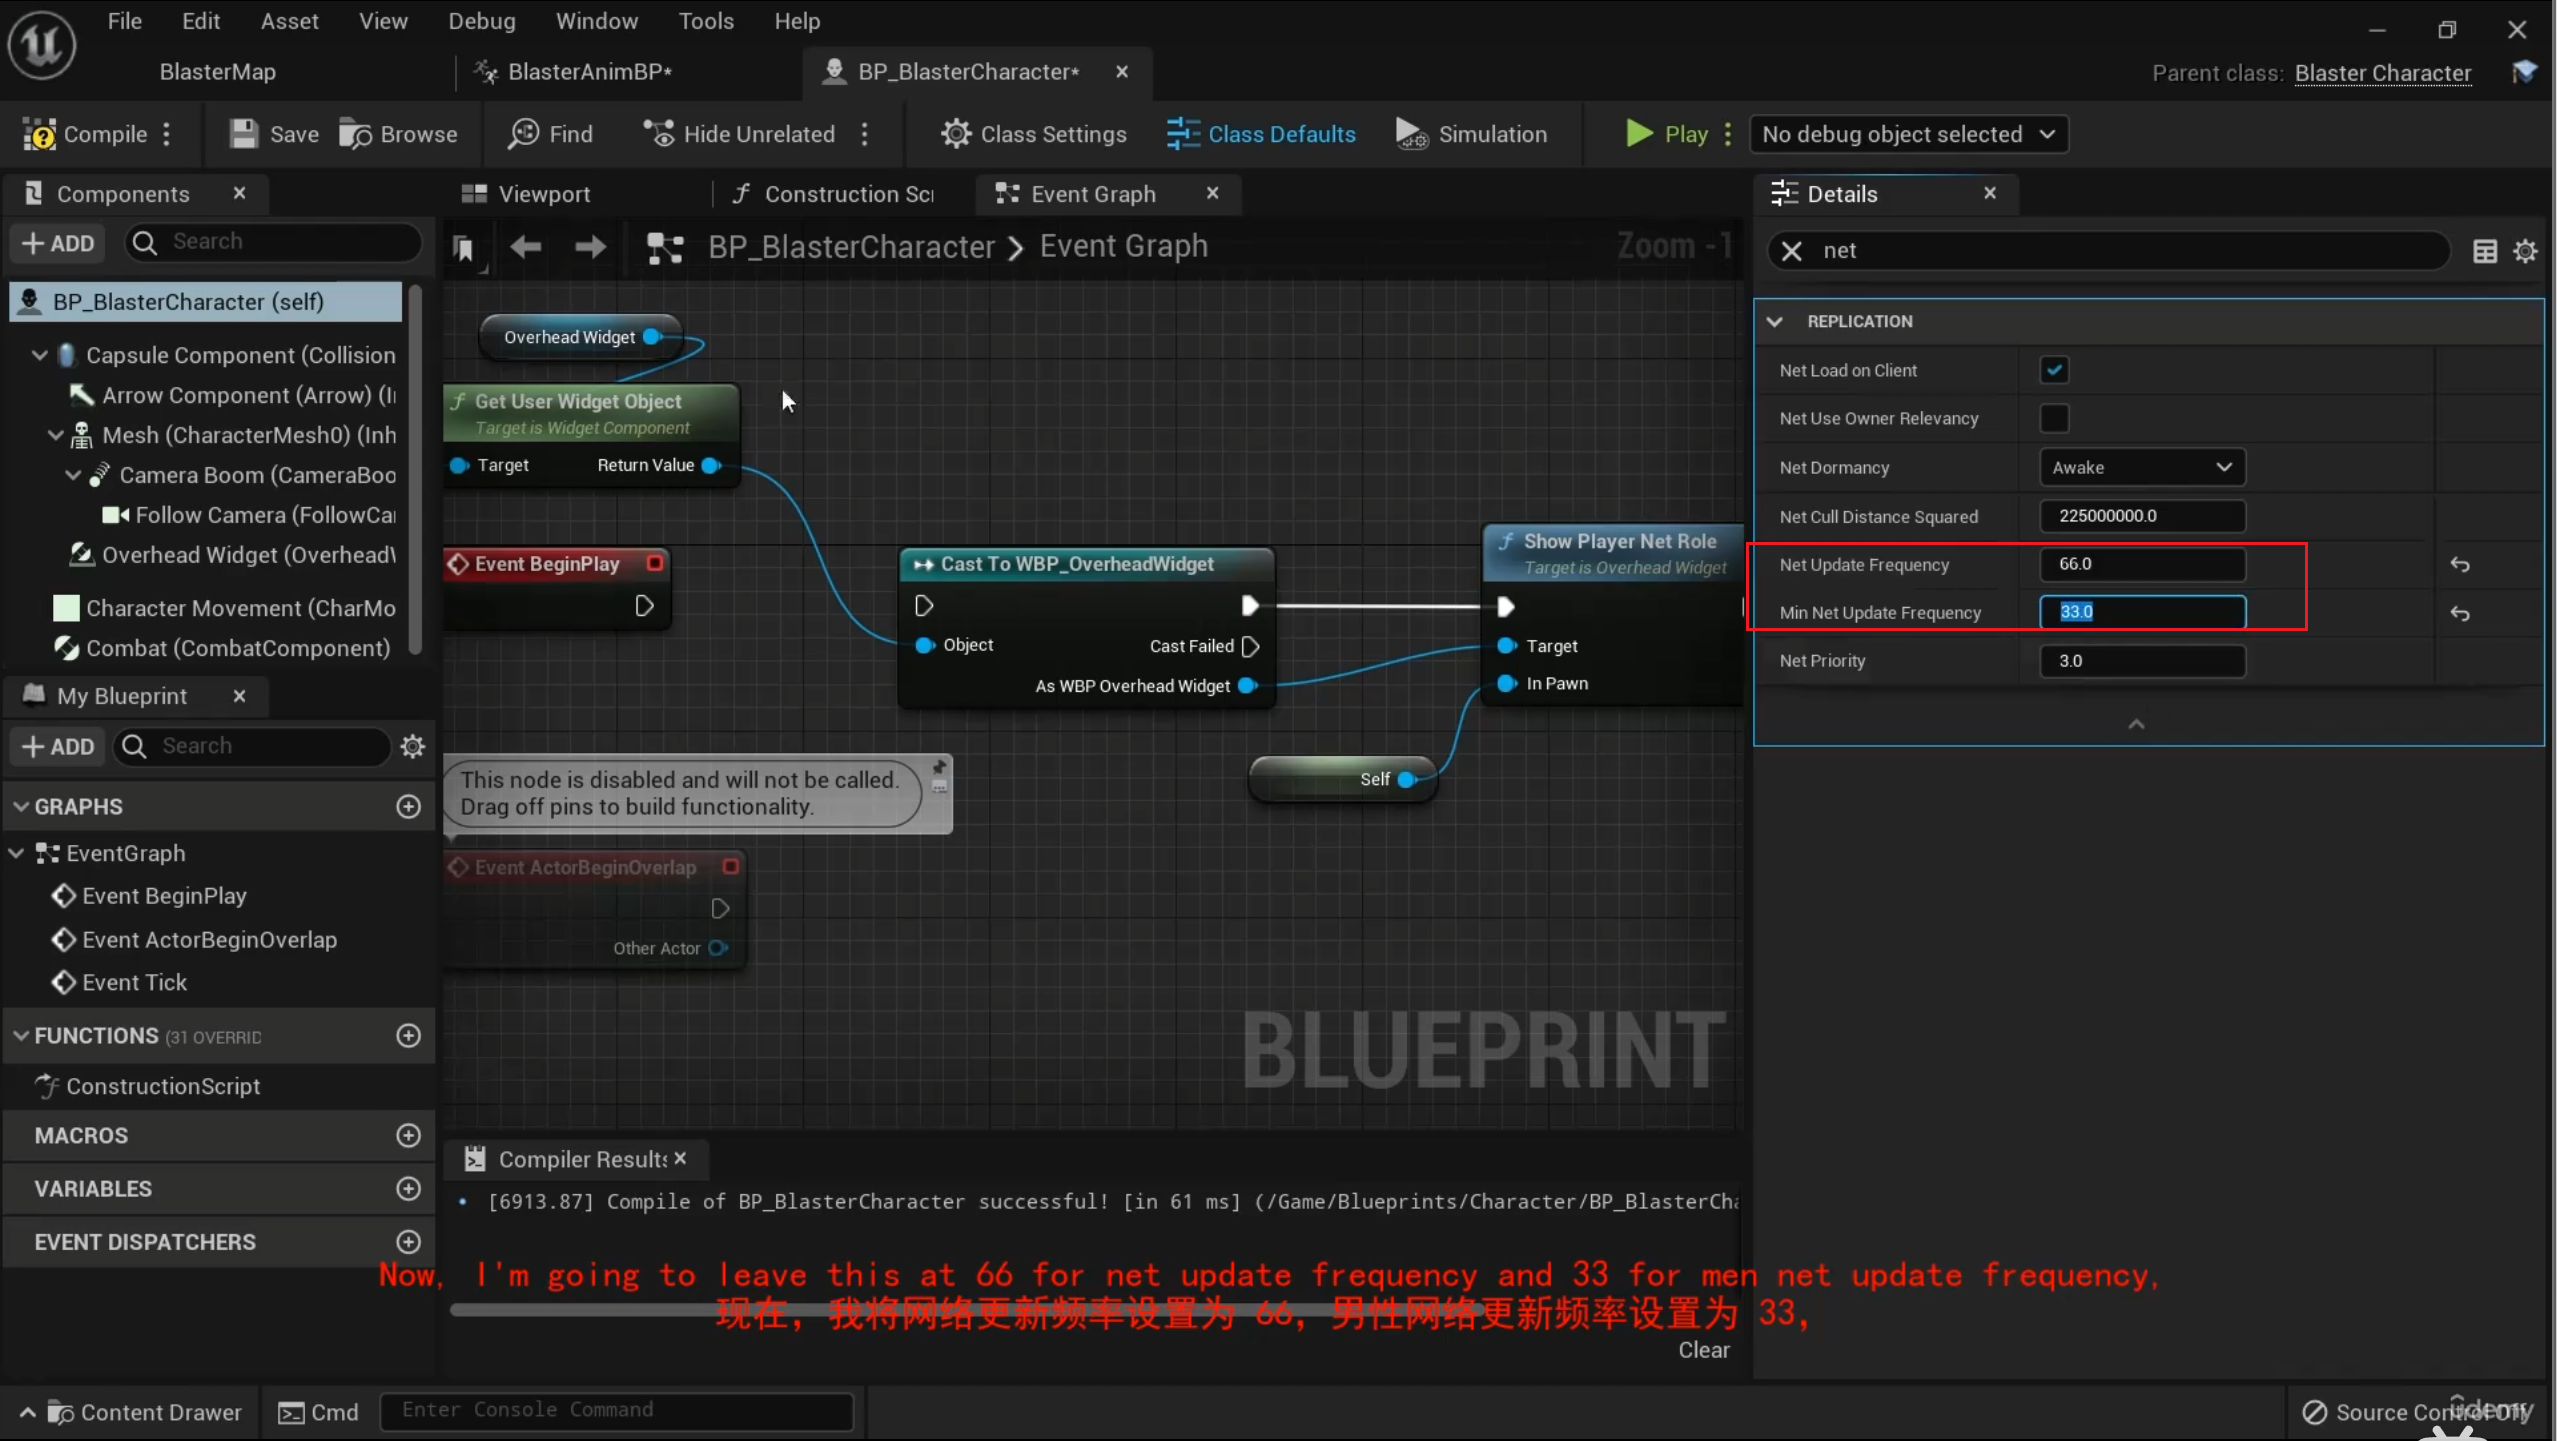 File Edit Asset View Debug Window Tools Help
BlasterMap
BlasterAnimBP*
BP_BlasterCharacter*
Parent class: Blaster Character
Compile
Save
Browse
Find
Hide Unrelated
Class Settings
Class Defaults
Simulation
Play
No debug object selected
Components
ADD
Search
BP_BlasterCharacter (self)
Capsule Component (Collision
Arrow Component (Arrow) (I
Mesh (CharacterMesh0) (Inh
Camera Boom (CameraBoo
Follow Camera (FollowCa
Overhead Widget (Overhead
Character Movement (CharMo
Combat (CombatComponent)
My Blueprint
ADD
Search
GRAPHS
EventGraph
Event BeginPlay
Event ActorBeginOverlap
Event Tick
FUNCTIONS (31 OVERRID
ConstructionScript
MACROS
VARIABLES
EVENT DISPATCHERS
Viewport
Construction Sc
Event Graph
BP_BlasterCharacter > Event Graph
Zoom -1
Overhead Widget
Get User Widget Object
Target is Widget Component
Target
Return Value
Event BeginPlay
Cast To WBP_OverheadWidget
Object
Cast Failed
As WBP Overhead Widget
Show Player Net Role
Target is Overhead Widget
Target
In Pawn
Self
This node is disabled and will not be called.
Drag off pins to build functionality.
Event ActorBeginOverlap
Other Actor
BLUEPRINT
Compiler Results
[6913.87] Compile of BP_BlasterCharacter successful! [in 61 ms] (/Game/Blueprints/Character/BP_BlasterCha
Now, I'm going to leave this at 66 for net update frequency and 33 for men net update frequency,
现在，我将网络更新频率设置为 66，男性网络更新频率设置为 33，
Clear
Details
net
REPLICATION
Net Load on Client
Net Use Owner Relevancy
Net Dormancy Awake
Net Cull Distance Squared 225000000.0
Net Update Frequency 66.0
Min Net Update Frequency 33.0
Net Priority 3.0
Content Drawer
Cmd
Enter Console Command
Source Control Off
ûdemy